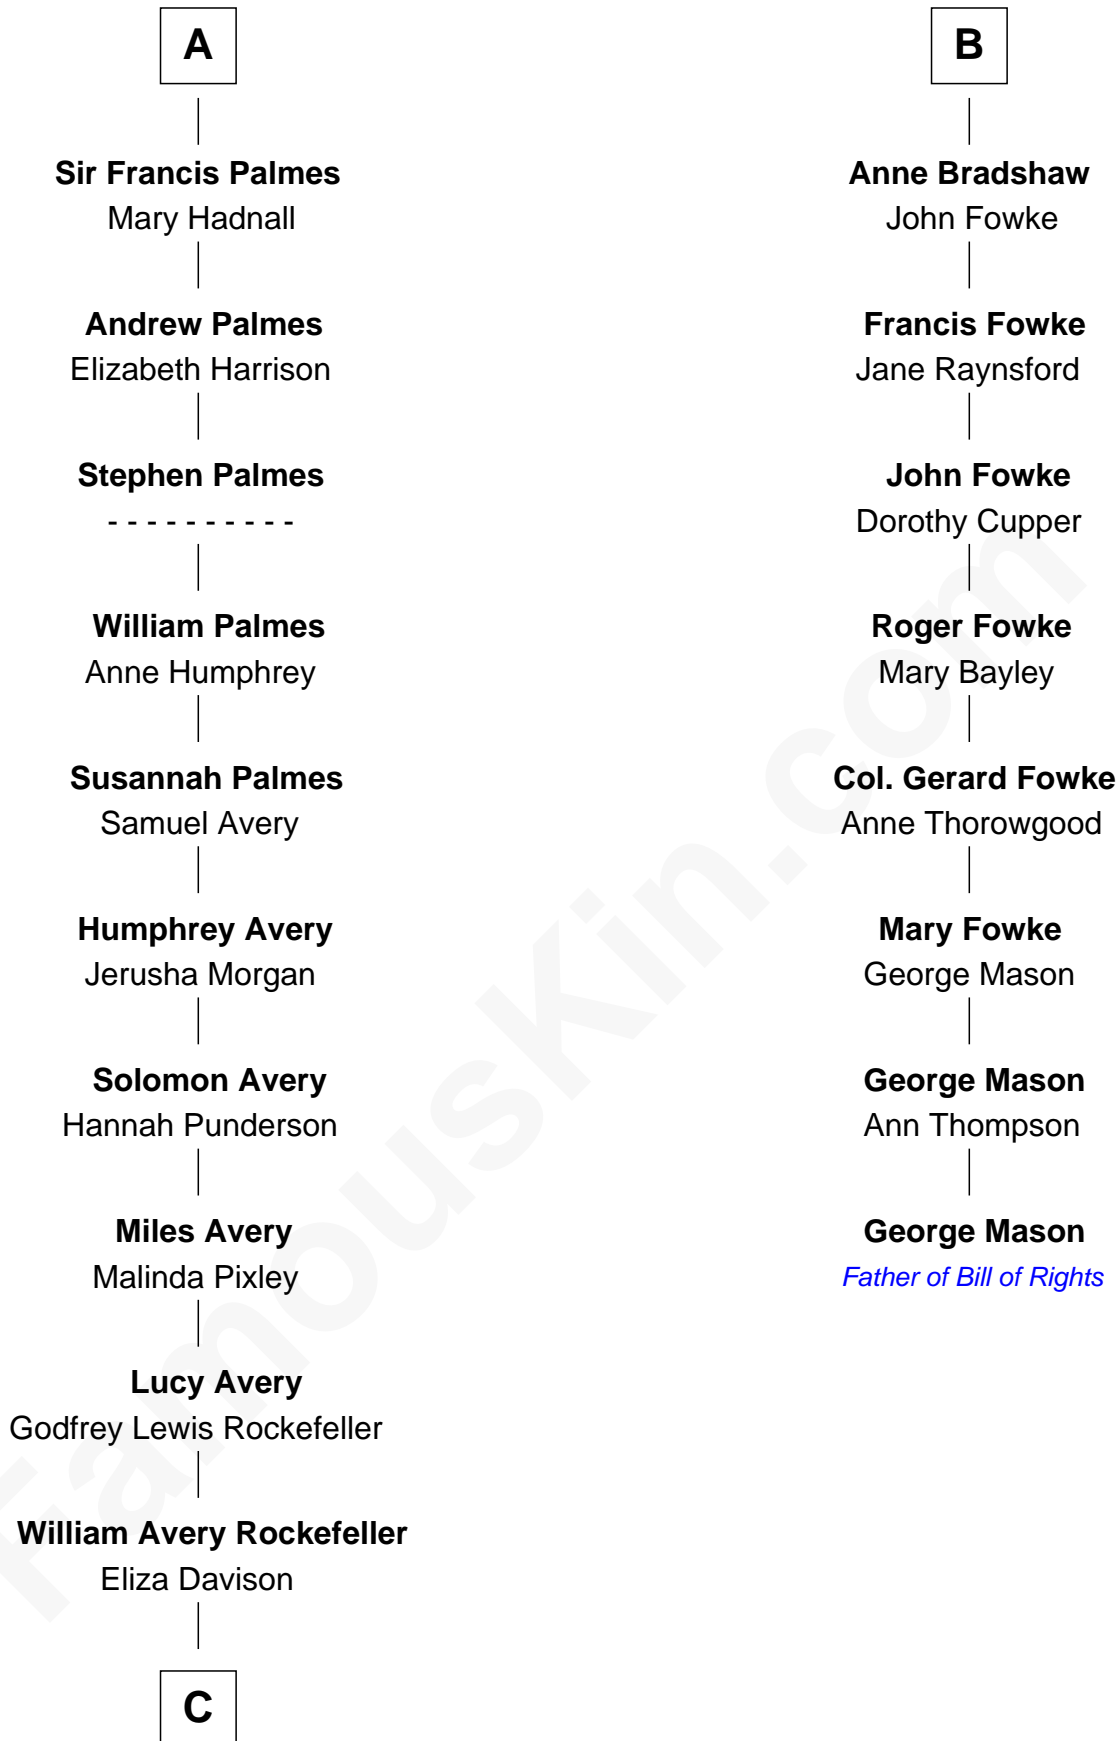 A
Sir Francis Palmes
Mary Hadnall
Andrew Palmes
Elizabeth Harrison
Stephen Palmes
- - - - - - - - - -
William Palmes
Anne Humphrey
Susannah Palmes
Samuel Avery
Humphrey Avery
Jerusha Morgan
Solomon Avery
Hannah Punderson
Miles Avery
Malinda Pixley
Lucy Avery
Godfrey Lewis Rockefeller
William Avery Rockefeller
Eliza Davison
C
B
Anne Bradshaw
John Fowke
Francis Fowke
Jane Raynsford
John Fowke
Dorothy Cupper
Roger Fowke
Mary Bayley
Col. Gerard Fowke
Anne Thorowgood
Mary Fowke
George Mason
George Mason
Ann Thompson
George Mason
Father of Bill of Rights
FamousKin.com